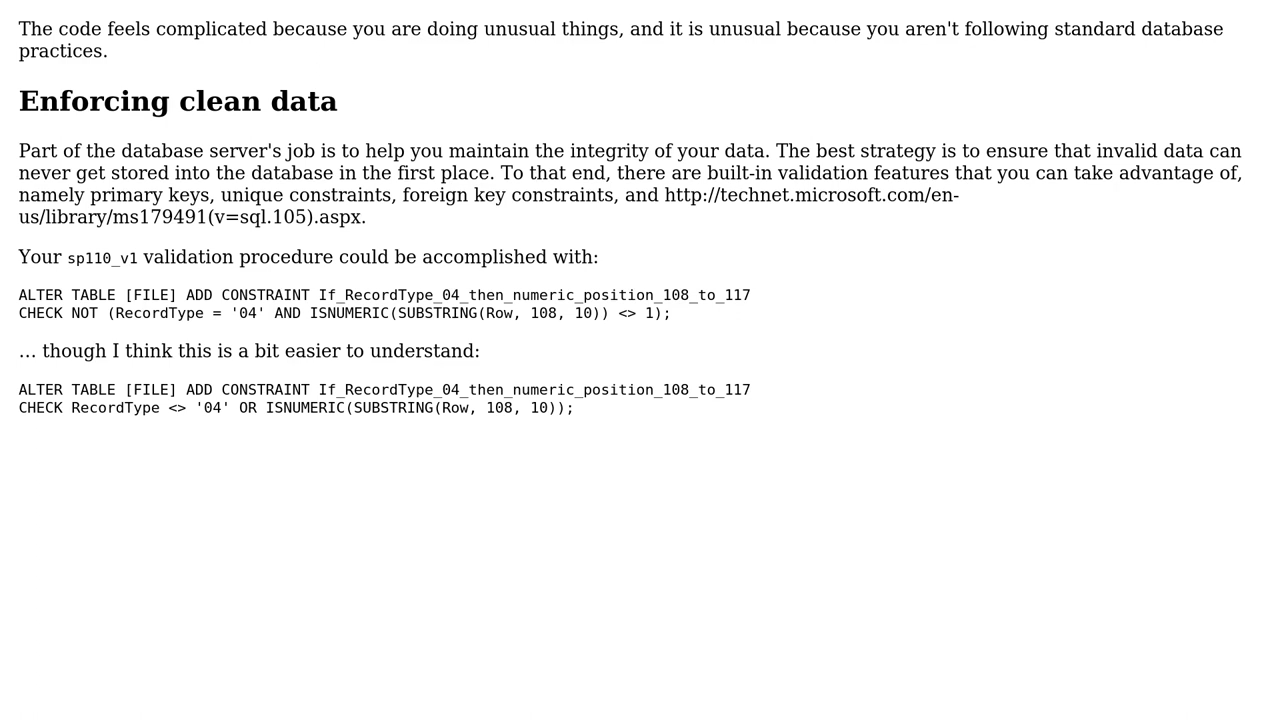 The code feels complicated because you are doing unusual things, and it is unusual because you aren't following standard database
practices.
Enforcing clean data
Part of the database server's job is to help you maintain the integrity of your data. The best strategy is to ensure that invalid data can
never get stored into the database in the first place. To that end, there are built-in validation features that you can take advantage of,
namely primary keys, unique constraints, foreign key constraints, and http://technet.microsoft.com/en-
us/library/ms179491(v=sql.105).aspx.
Your sp110_v1 validation procedure could be accomplished with:
ALTER TABLE [FILE] ADD CONSTRAINT If_RecordType_04_then_numeric_position_108_to_117
CHECK NOT (RecordType = '04' AND ISNUMERIC(SUBSTRING(Row, 108, 10)) <> 1);
… though I think this is a bit easier to understand:
ALTER TABLE [FILE] ADD CONSTRAINT If_RecordType_04_then_numeric_position_108_to_117
CHECK RecordType <> '04' OR ISNUMERIC(SUBSTRING(Row, 108, 10));